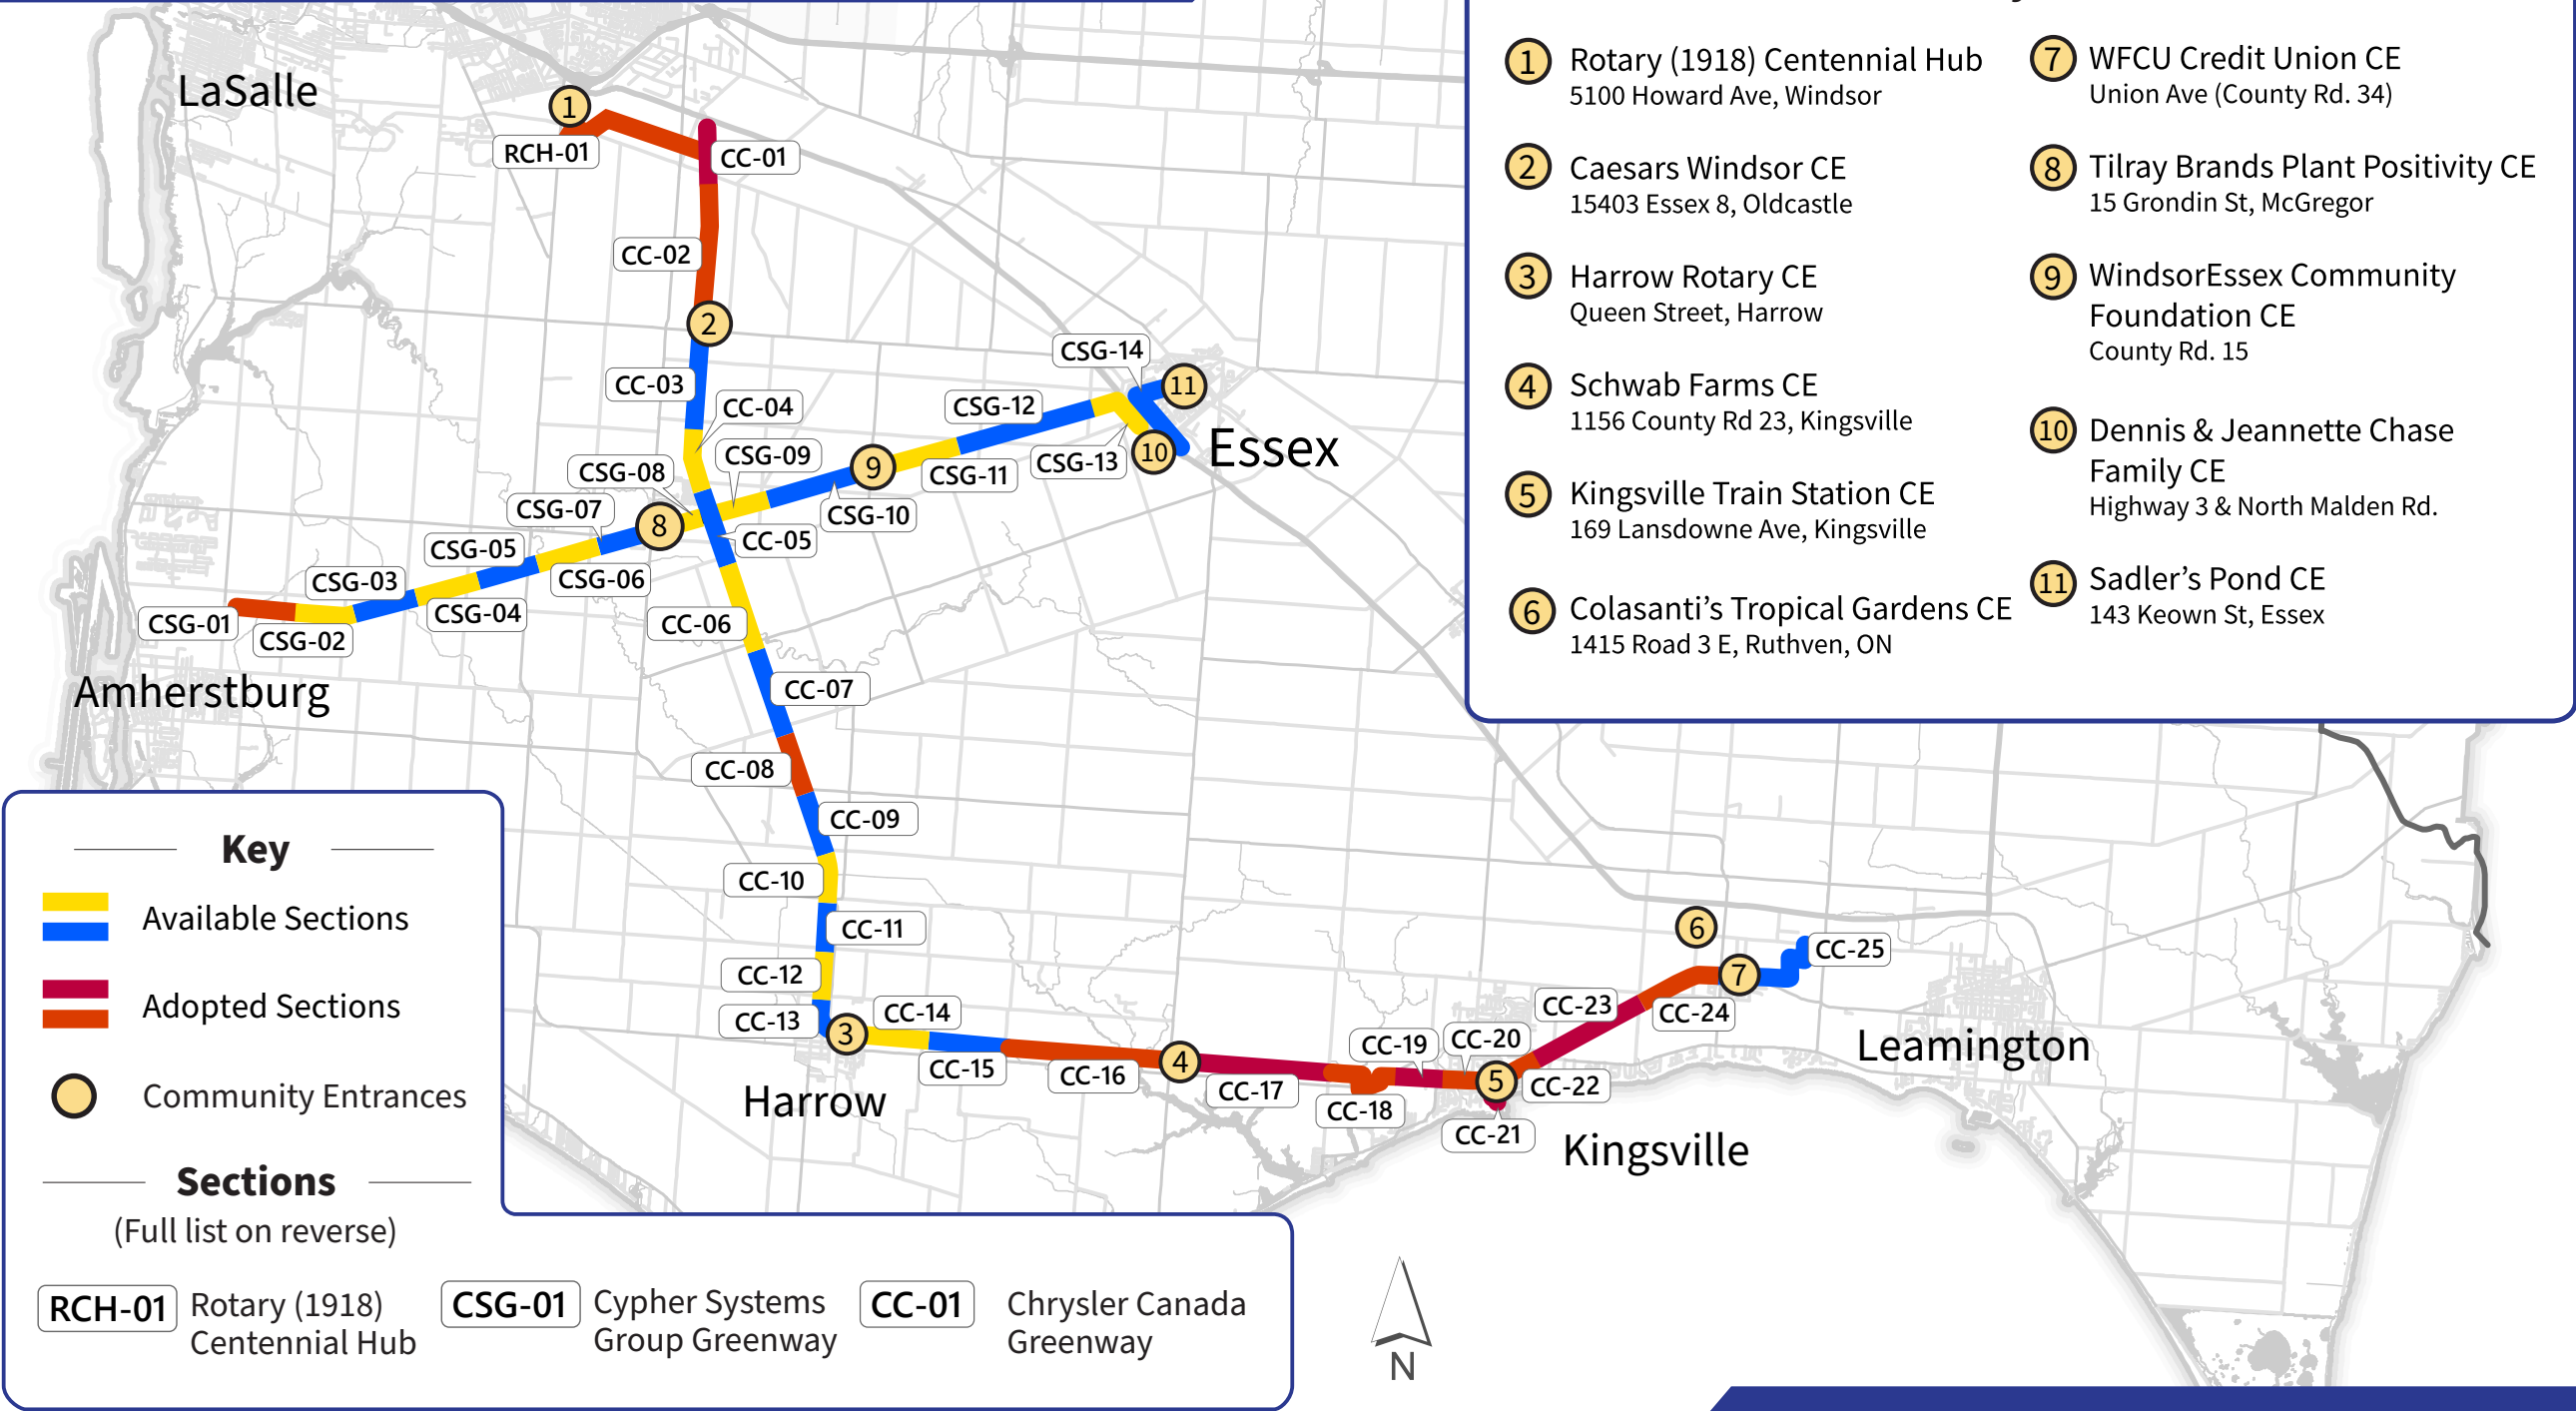 LaSalle
1
RCH-01
CC-01
CC-02
2
CC-03
CC-04
CSG-14
11
CSG-12
CSG-09
CSG-08
9
CSG-11
CSG-13
10
Essex
CSG-07
8
CSG-10
CC-05
CSG-05
CSG-06
CSG-03
CSG-04
CSG-01
CSG-02
CC-06
Amherstburg
CC-07
CC-08
CC-09
CC-10
CC-11
CC-12
CC-13
3
CC-14
CC-15
CC-16
Harrow
4
CC-17
CC-18
CC-19
CC-20
5
CC-21
CC-22
Kingsville
CC-23
CC-24
6
7
CC-25
Leamington
1 Rotary (1918) Centennial Hub
5100 Howard Ave, Windsor
2 Caesars Windsor CE
15403 Essex 8, Oldcastle
3 Harrow Rotary CE
Queen Street, Harrow
4 Schwab Farms CE
1156 County Rd 23, Kingsville
5 Kingsville Train Station CE
169 Lansdowne Ave, Kingsville
6 Colasanti’s Tropical Gardens CE
1415 Road 3 E, Ruthven, ON
7 WFCU Credit Union CE
Union Ave (County Rd. 34)
8 Tilray Brands Plant Positivity CE
15 Grondin St, McGregor
9 WindsorEssex Community
Foundation CE
County Rd. 15
10 Dennis & Jeannette Chase
Family CE
Highway 3 & North Malden Rd.
11 Sadler’s Pond CE
143 Keown St, Essex
Key
Available Sections
Adopted Sections
Community Entrances
Sections
(Full list on reverse)
RCH-01 Rotary (1918)
Centennial Hub
CSG-01 Cypher Systems
Group Greenway
CC-01 Chrysler Canada
Greenway
N